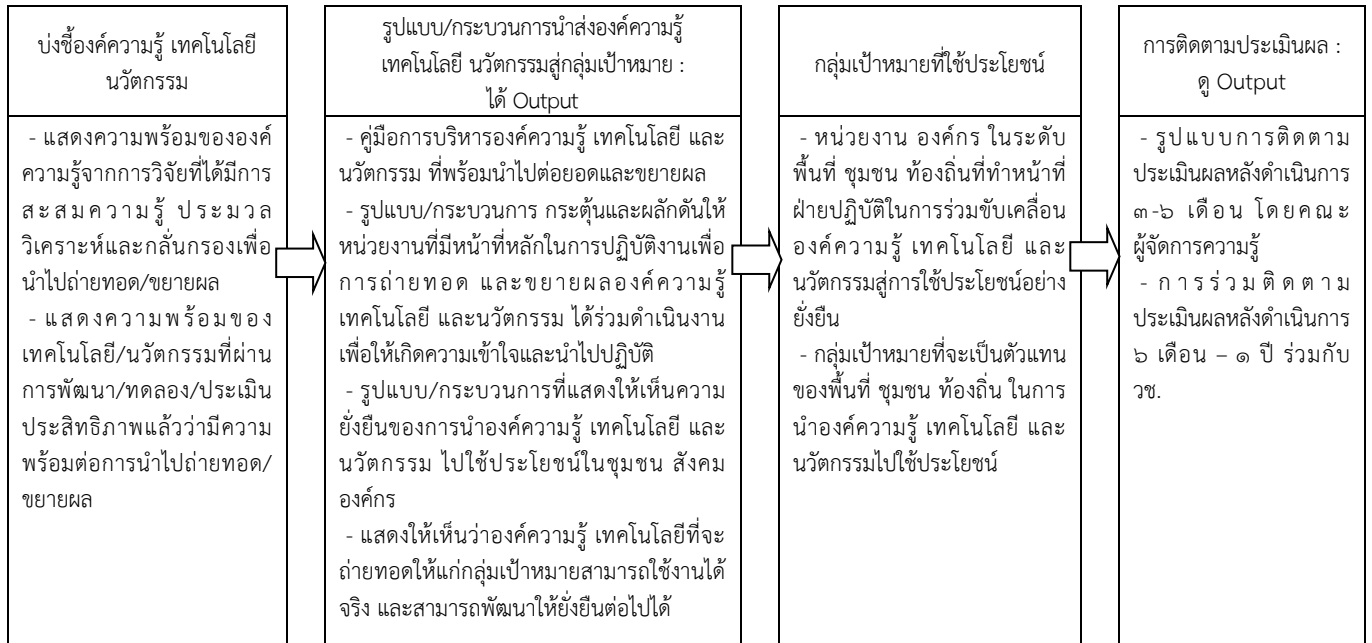 บ่งชี้องค์ความรู้ เทคโนโลยี
นวัตกรรม
- แสดงความพร้อมขององค์
ความรู้จากการวิจัยที่ได้มีการ
สะสมความรู้ ประมวล
วิเคราะห์และกลั่นกรองเพื่อ
นำไปถ่ายทอด/ขยายผล
- แสดงความพร้อมของ
เทคโนโลยี/นวัตกรรมที่ผ่าน
การพัฒนา/ทดลอง/ประเมิน
ประสิทธิภาพแล้วว่ามีความ
พร้อมต่อการนำไปถ่ายทอด/
ขยายผล
รูปแบบ/กระบวนการนำส่งองค์ความรู้
เทคโนโลยี นวัตกรรมสู่กลุ่มเป้าหมาย :
ได้ Output
- คู่มือการบริหารองค์ความรู้ เทคโนโลยี และ
นวัตกรรม ที่พร้อมนำไปต่อยอดและขยายผล
- รูปแบบ/กระบวนการ กระตุ้นและผลักดันให้
หน่วยงานที่มีหน้าที่หลักในการปฏิบัติงานเพื่อ
การถ่ายทอด และขยายผลองค์ความรู้
เทคโนโลยี และนวัตกรรม ได้ร่วมดำเนินงาน
เพื่อให้เกิดความเข้าใจและนำไปปฏิบัติ
- รูปแบบ/กระบวนการที่แสดงให้เห็นความ
ยั่งยืนของการนำองค์ความรู้ เทคโนโลยี และ
นวัตกรรม ไปใช้ประโยชน์ในชุมชน สังคม
องค์กร
- แสดงให้เห็นว่าองค์ความรู้ เทคโนโลยีที่จะ
ถ่ายทอดให้แก่กลุ่มเป้าหมายสามารถใช้งานได้
จริง และสามารถพัฒนาให้ยั่งยืนต่อไปได้
กลุ่มเป้าหมายที่ใช้ประโยชน์
- หน่วยงาน องค์กร ในระดับ
พื้นที่ ชุมชน ท้องถิ่นที่ทำหน้าที่
ฝ่ายปฏิบัติในการร่วมขับเคลื่อน
องค์ความรู้ เทคโนโลยี และ
นวัตกรรมสู่การใช้ประโยชน์อย่าง
ยั่งยืน
- กลุ่มเป้าหมายที่จะเป็นตัวแทน
ของพื้นที่ ชุมชน ท้องถิ่น ในการ
นำองค์ความรู้ เทคโนโลยี และ
นวัตกรรมไปใช้ประโยชน์
การติดตามประเมินผล :
ดู Output
- รูปแบบการติดตาม
ประเมินผลหลังดำเนินการ
๓-๖ เดือน โดยคณะ
ผู้จัดการความรู้
- การร่วมติดตาม
ประเมินผลหลังดำเนินการ
๖ เดือน – ๑ ปี ร่วมกับ
วช.